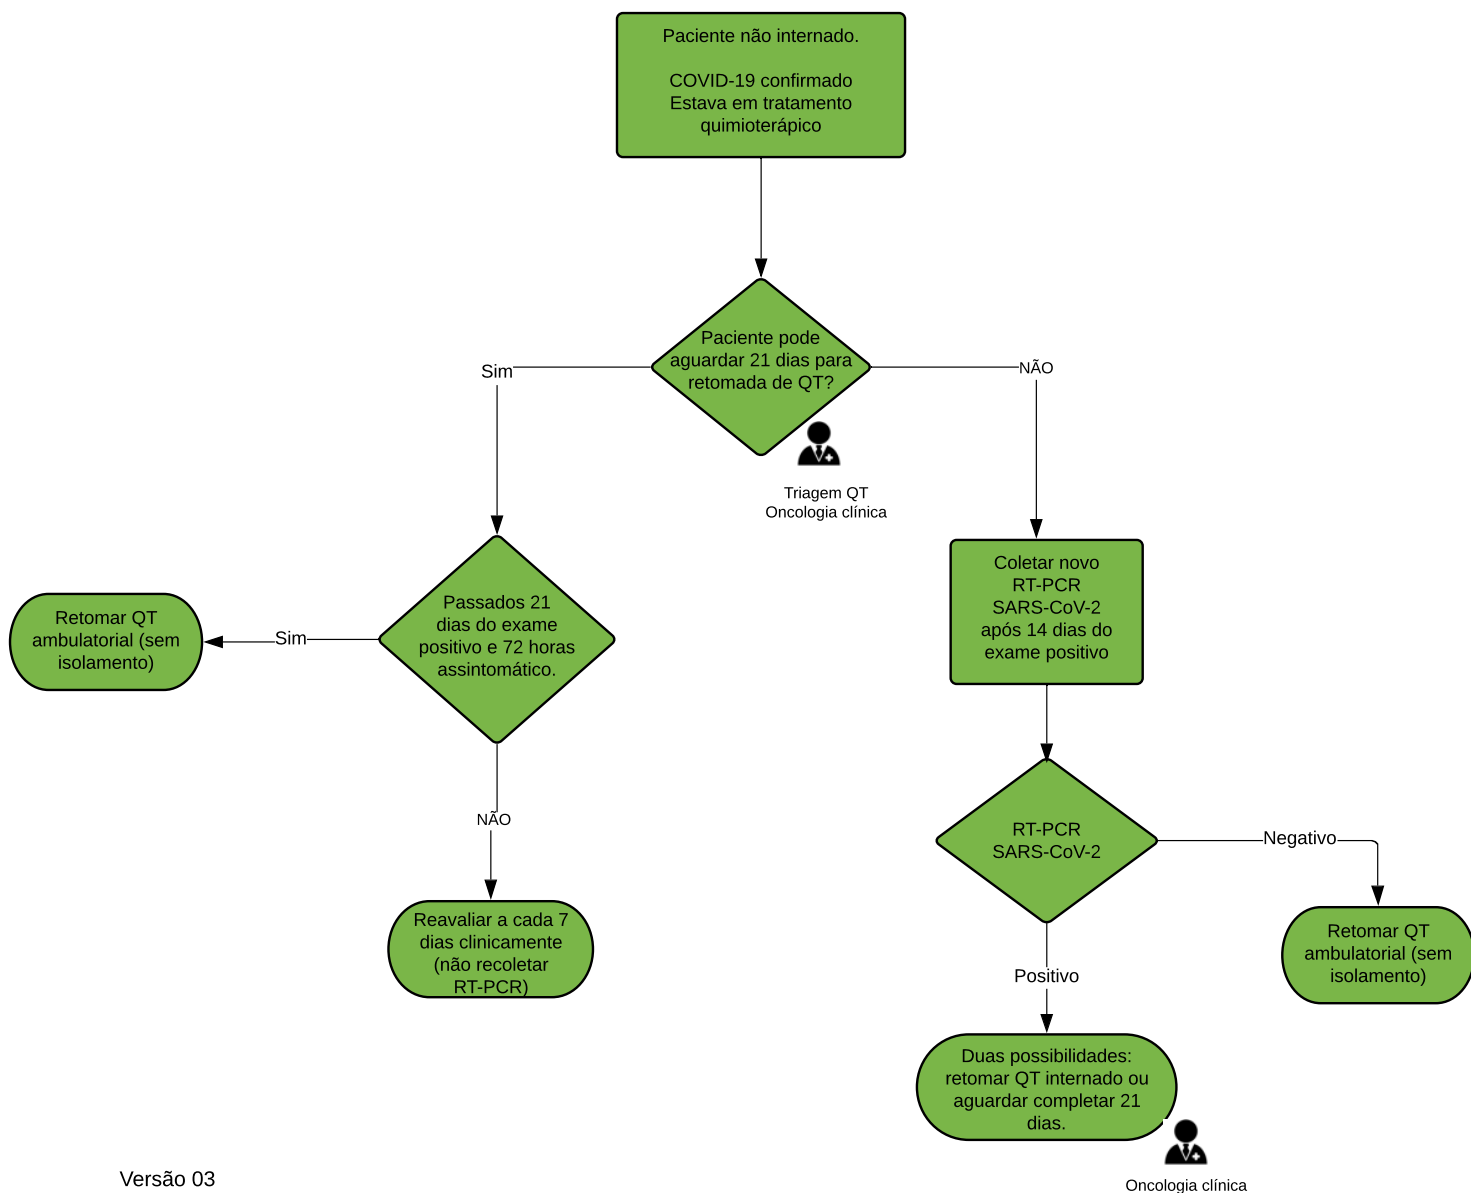 Paciente não internado.
COVID-19 confirmado
Estava em tratamento
quimioterápico
Paciente pode
aguardar 21 dias para
retomada de QT?
Sim
NÃO
Triagem QT
Oncologia clínica
Passados 21
dias do exame
positivo e 72 horas
assintomático.
Sim
Retomar QT
ambulatorial (sem
isolamento)
NÃO
Reavaliar a cada 7
dias clinicamente
(não recoletar
RT-PCR)
Coletar novo
RT-PCR
SARS-CoV-2
após 14 dias do
exame positivo
RT-PCR
SARS-CoV-2
Negativo
Retomar QT
ambulatorial (sem
isolamento)
Positivo
Duas possibilidades:
retomar QT internado ou
aguardar completar 21
dias.
Oncologia clínica
Versão 03